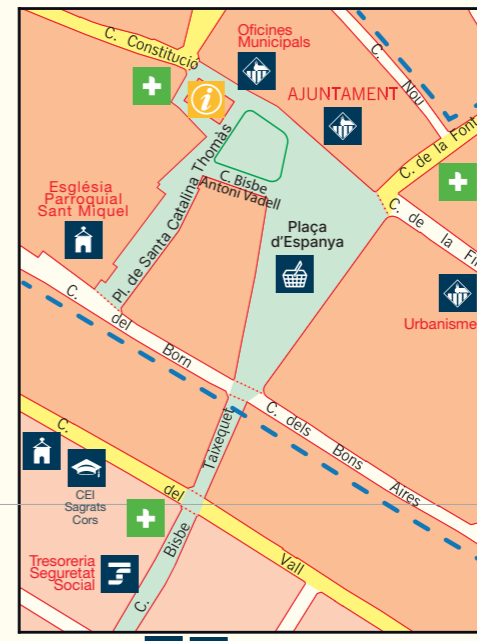 C. Constitució
Oficines
Municipals
C. Nou
AJUNTAMENT
C. de la Font
Pl. de Santa Catalina Thomàs
C. Bisbe
Antoni Vadell
Església
Parroquial
Sant Miquel
Plaça
d'Espanya
C. de la Fi
Urbanisme
C. del Born
C. dels Bons Aires
C. del Vall
CEI
Sagrats
Cors
Tresoreria
Seguretat
Social
C. Bisbe Taixequet